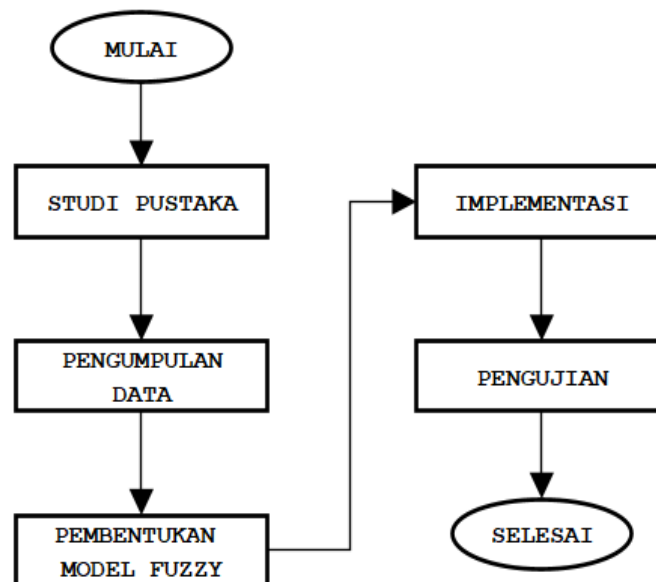 MULAI
STUDI PUSTAKA
PENGUMPULAN
DATA
PEMBENTUKAN
MODEL FUZZY
IMPLEMENTASI
PENGUJIAN
SELESAI